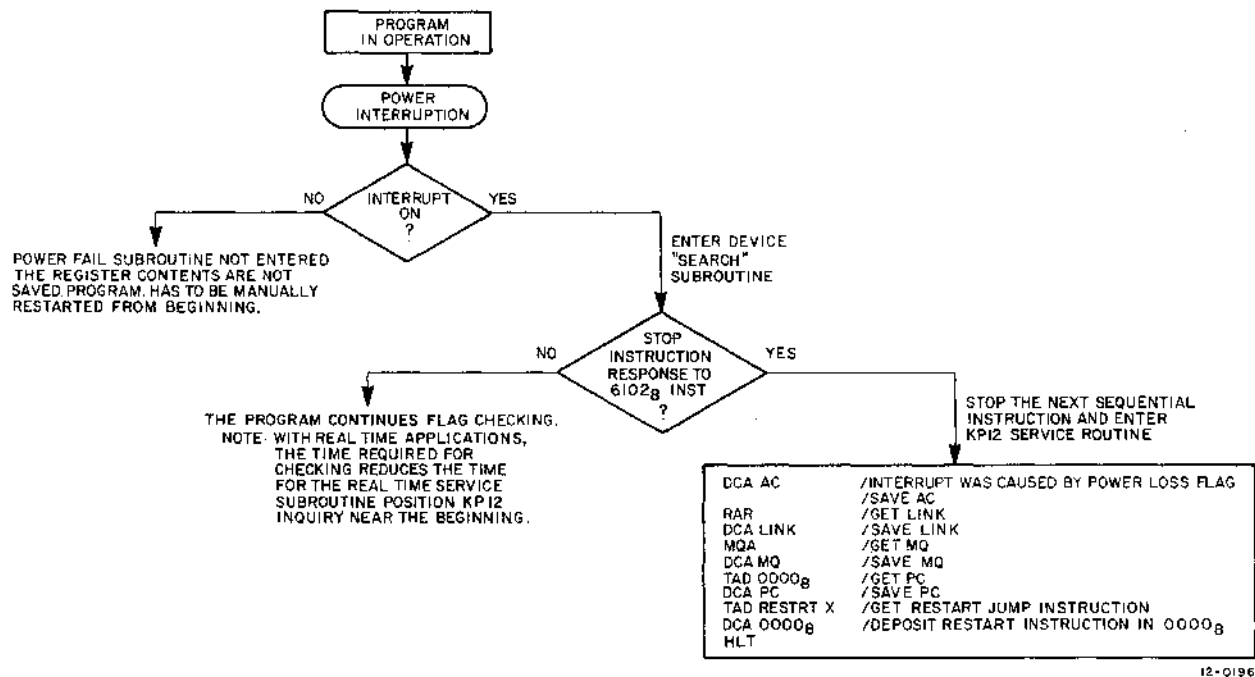 PROGRAM
IN OPERATION
POWER
INTERRUPTION
NO
INTERRUPT
ON
?
YES
POWER FAIL SUBROUTINE NOT ENTERED
THE REGISTER CONTENTS ARE NOT
SAVED. PROGRAM. HAS TO BE MANUALLY
RESTARTED FROM BEGINNING.
ENTER DEVICE
"SEARCH"
SUBROUTINE
NO
STOP
INSTRUCTION
RESPONSE TO
6102₈ INST
?
YES
THE PROGRAM CONTINUES FLAG CHECKING.
NOTE: WITH REAL TIME APPLICATIONS,
THE TIME REQUIRED FOR
CHECKING REDUCES THE TIME
FOR THE REAL TIME SERVICE
SUBROUTINE POSITION KP12
INQUIRY NEAR THE BEGINNING.
STOP THE NEXT SEQUENTIAL
INSTRUCTION AND ENTER
KP12 SERVICE ROUTINE
DCA AC /INTERRUPT WAS CAUSED BY POWER LOSS FLAG
/SAVE AC
RAR /GET LINK
DCA LINK /SAVE LINK
MQA /GET MQ
DCA MQ /SAVE MQ
TAD 0000₈ /GET PC
DCA PC /SAVE PC
TAD RESTRT X /GET RESTART JUMP INSTRUCTION
DCA 0000₈ /DEPOSIT RESTART INSTRUCTION IN 0000₈
HLT
12-0196